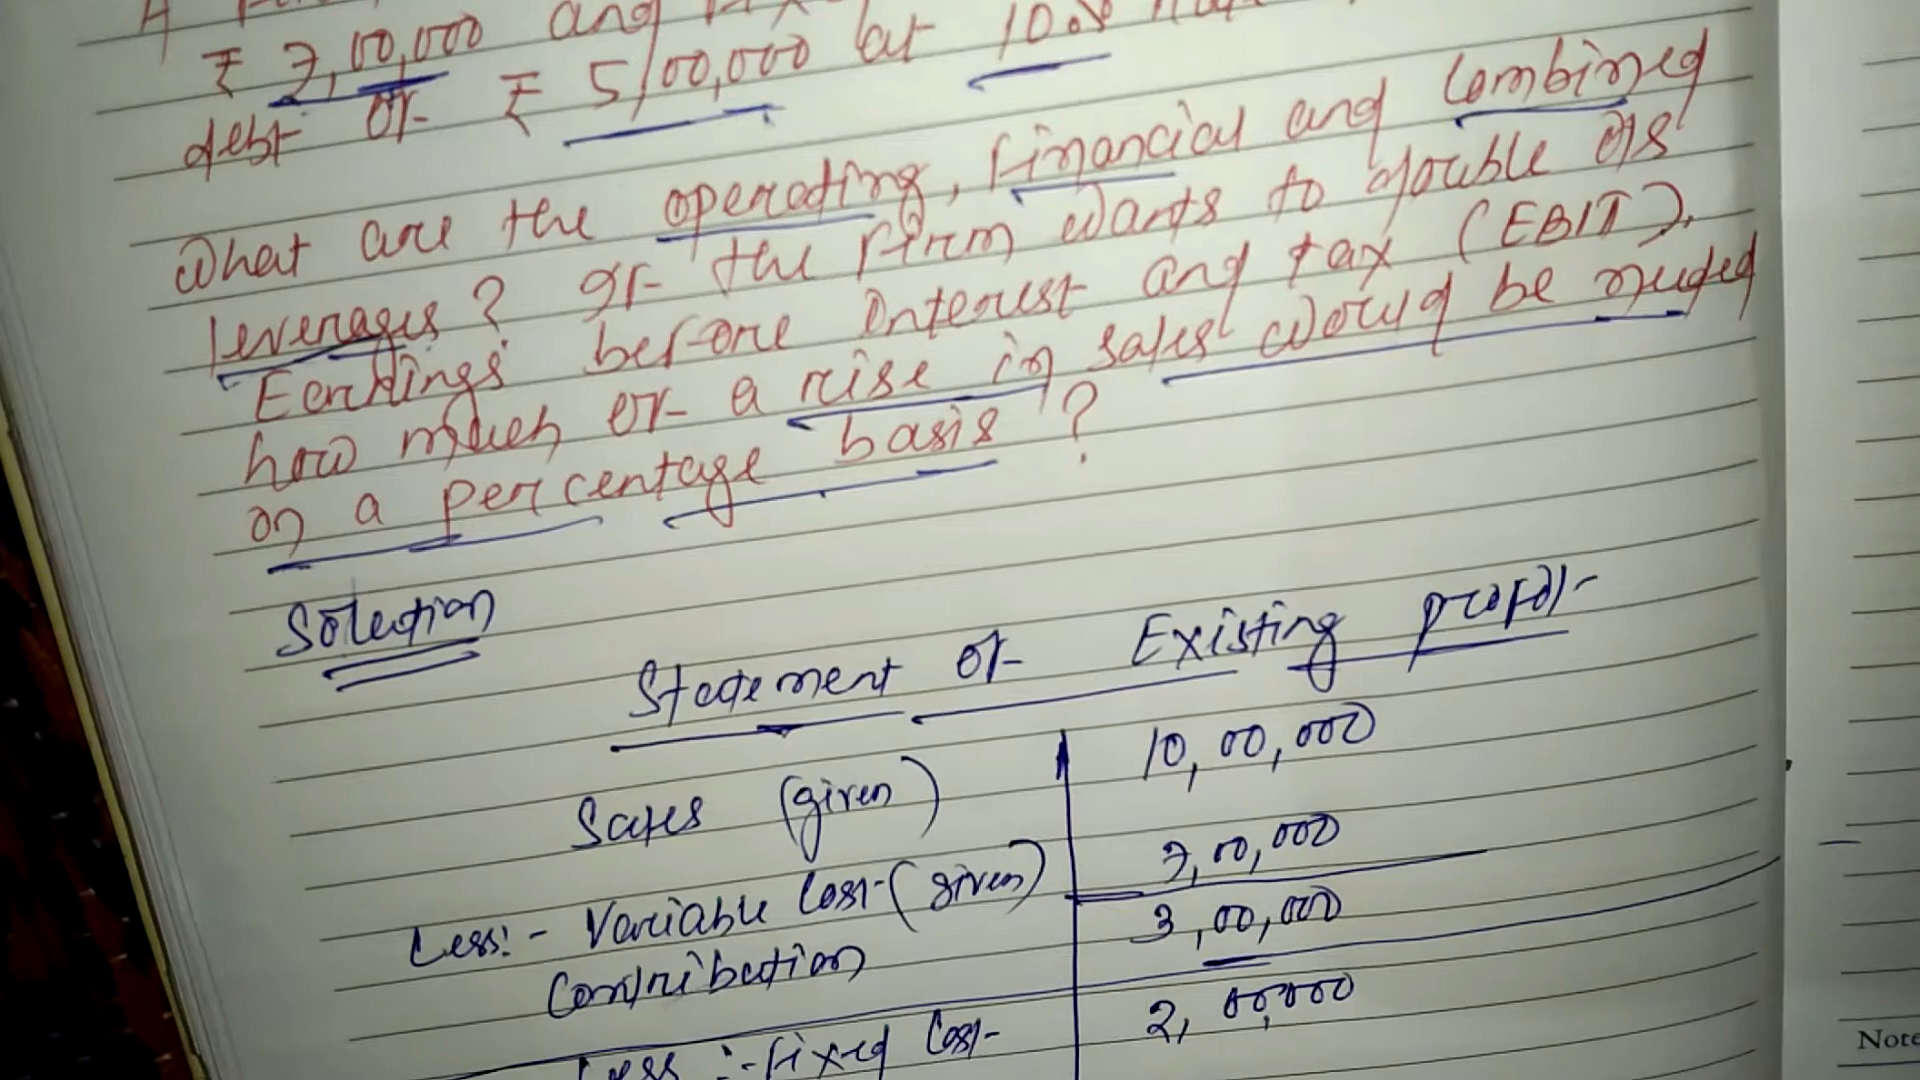 ₹ 7,00,000 and
debt of ₹ 5,00,000 at 10%
What are the operating, Financial and Combined
leverages? If the Firm wants to double its
Earnings before Interest and tax (EBIT),
how much of a rise in sales would be needed
on a percentage basis?
Solution
Statement of Existing profit
Sales (given) 10,00,000
Less:- Variable Cost (given) 7,00,000
Contribution 3,00,000
Less :- Fixed Cost 2,00,000
Note